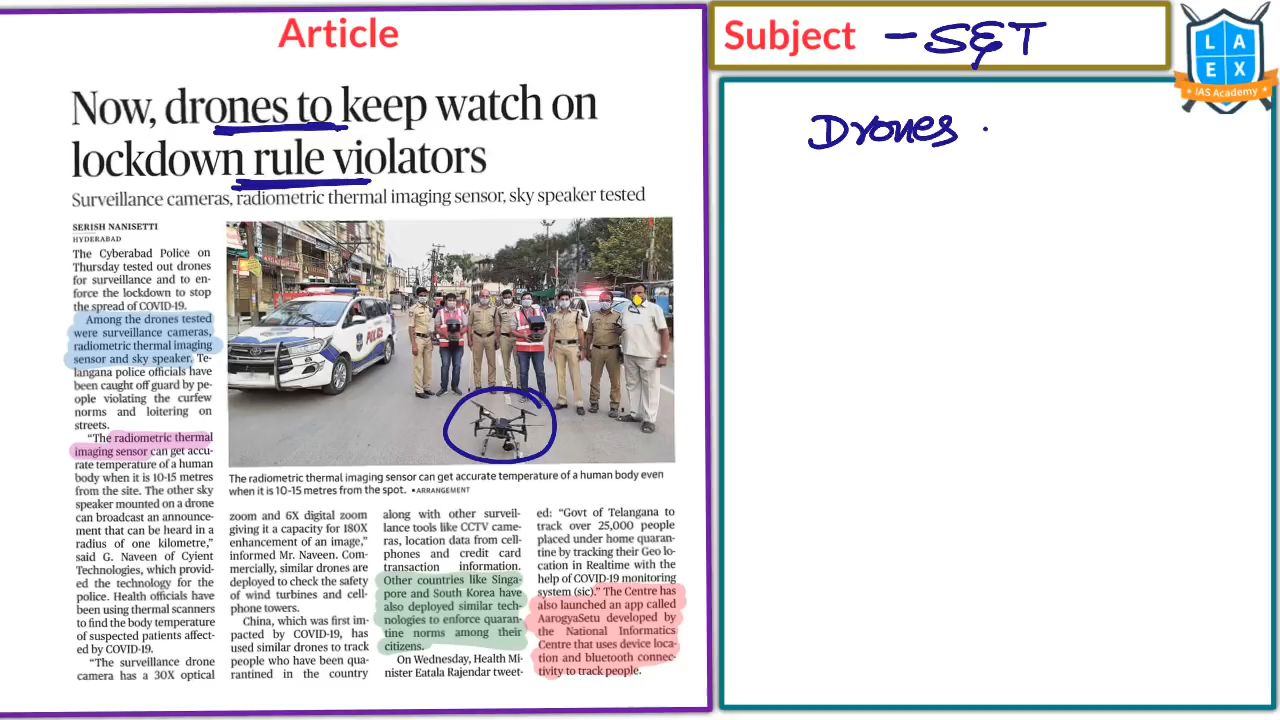 Article
Now, drones to keep watch on
lockdown rule violators
Surveillance cameras, radiometric thermal imaging sensor, sky speaker tested
SERISH NANISETTI
HYDERABAD
The Cyberabad Police on
Thursday tested out drones
for surveillance and to en-
force the lockdown to stop
the spread of COVID-19.
Among the drones tested
were surveillance cameras,
radiometric thermal imaging
sensor and sky speaker. Te-
langana police officials have
been caught off guard by pe-
ople violating the curfew
norms and loitering on
streets.
“The radiometric thermal
imaging sensor can get accu-
rate temperature of a human
body when it is 10-15 metres
from the site. The other sky
speaker mounted on a drone
can broadcast an announce-
ment that can be heard in a
radius of one kilometre,”
said G. Naveen of Cyient
Technologies, which provid-
ed the technology for the
police. Health officials have
been using thermal scanners
to find the body temperature
of suspected patients affect-
ed by COVID-19.
“The surveillance drone
camera has a 30X optical
POLICE
The radiometric thermal imaging sensor can get accurate temperature of a human body even
when it is 10-15 metres from the spot. •ARRANGEMENT
zoom and 6X digital zoom
giving it a capacity for 180X
enhancement of an image,”
informed Mr. Naveen. Com-
mercially, similar drones are
deployed to check the safety
of wind turbines and cell-
phone towers.
China, which was first im-
pacted by COVID-19, has
used similar drones to track
people who have been qua-
rantined in the country
along with other surveil-
lance tools like CCTV came-
ras, location data from cell-
phones and credit card
transaction information.
Other countries like Singa-
pore and South Korea have
also deployed similar tech-
nologies to enforce quaran-
tine norms among their
citizens.
On Wednesday, Health Mi-
nister Eatala Rajendar tweet-
ed: “Govt of Telangana to
track over 25,000 people
placed under home quaran-
tine by tracking their Geo lo-
cation in Realtime with the
help of COVID-19 monitoring
system (sic).” The Centre has
also launched an app called
AarogyaSetu developed by
the National Informatics
Centre that uses device loca-
tion and bluetooth connec-
tivity to track people.
Subject - S&T
LAEX
IAS Academy
Drones .